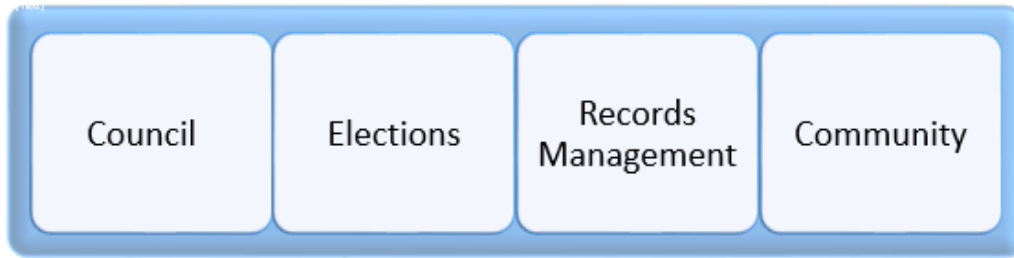 Council
Elections
Records
Management
Community